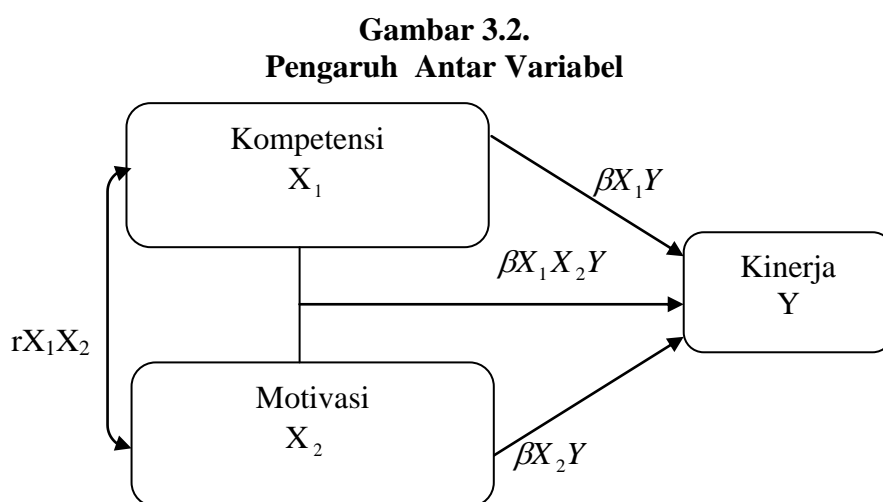 Gambar 3.2.
Pengaruh Antar Variabel
Kompetensi
X₁
βX₁Y
βX₁X₂Y
Kinerja
Y
rX₁X₂
Motivasi
X₂
βX₂Y